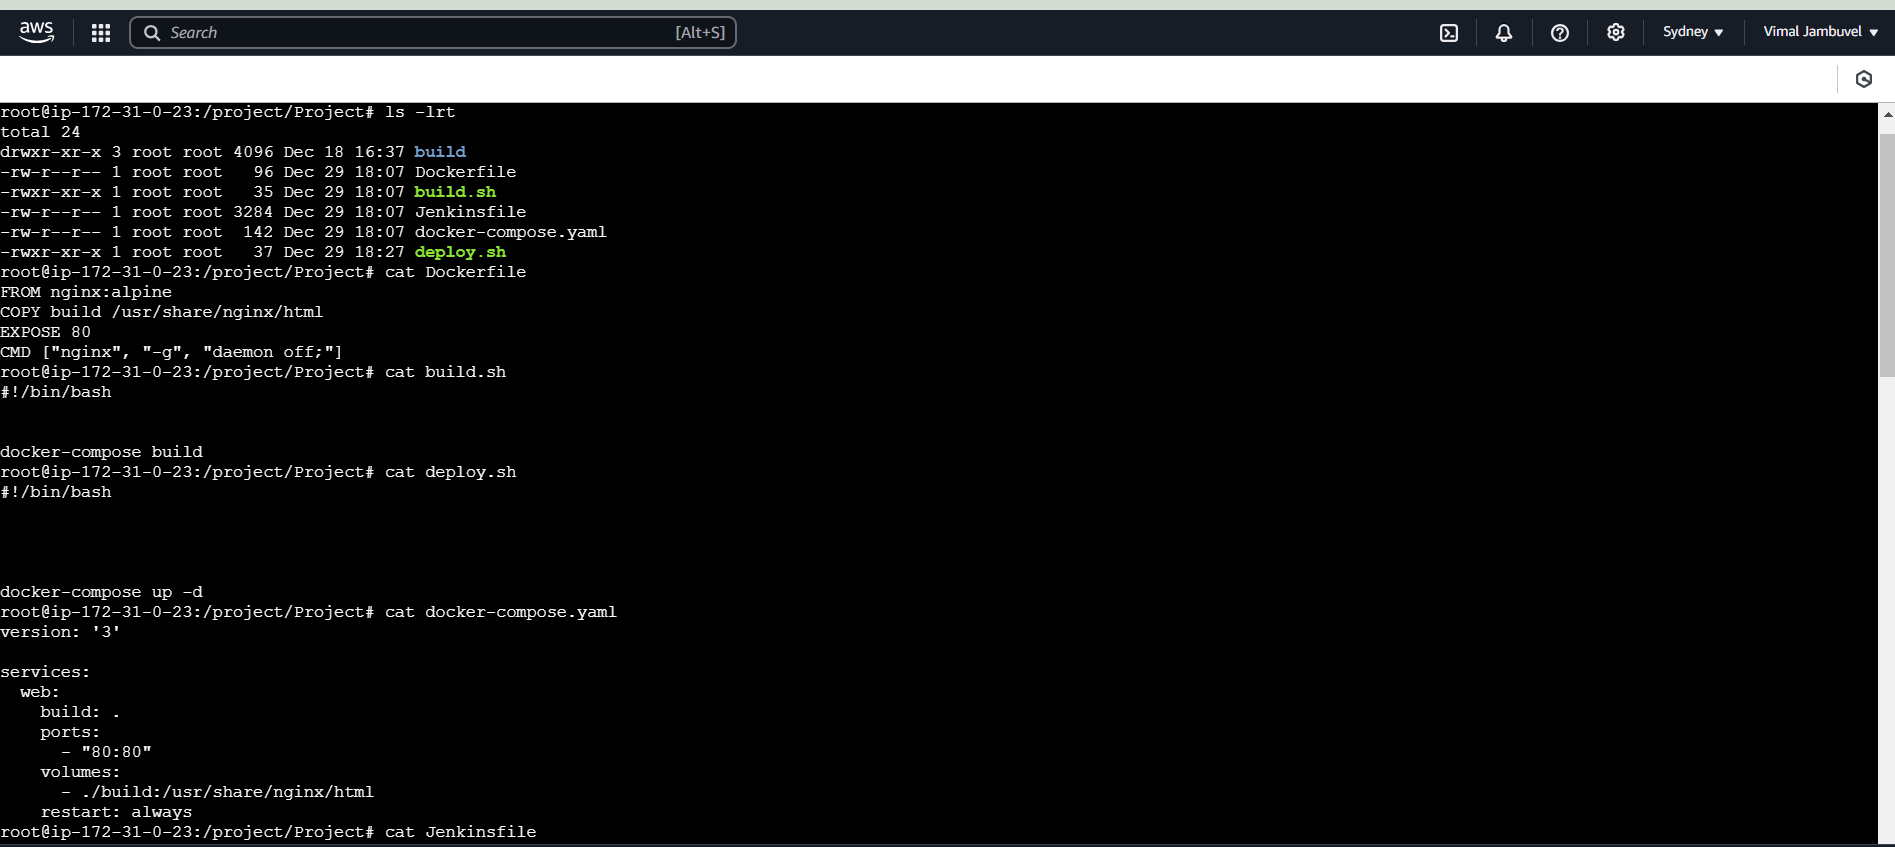 aws
Search [Alt+S]
Sydney
Vimal Jambuvel
root@ip-172-31-0-23:/project/Project# ls -lrt
total 24
drwxr-xr-x 3 root root 4096 Dec 18 16:37 build
-rw-r--r-- 1 root root   96 Dec 29 18:07 Dockerfile
-rwxr-xr-x 1 root root   35 Dec 29 18:07 build.sh
-rw-r--r-- 1 root root 3284 Dec 29 18:07 Jenkinsfile
-rw-r--r-- 1 root root  142 Dec 29 18:07 docker-compose.yaml
-rwxr-xr-x 1 root root   37 Dec 29 18:27 deploy.sh
root@ip-172-31-0-23:/project/Project# cat Dockerfile
FROM nginx:alpine
COPY build /usr/share/nginx/html
EXPOSE 80
CMD ["nginx", "-g", "daemon off;"]
root@ip-172-31-0-23:/project/Project# cat build.sh
#!/bin/bash
docker-compose build
root@ip-172-31-0-23:/project/Project# cat deploy.sh
#!/bin/bash
docker-compose up -d
root@ip-172-31-0-23:/project/Project# cat docker-compose.yaml
version: '3'
services:
  web:
    build: .
    ports:
      - "80:80"
    volumes:
      - ./build:/usr/share/nginx/html
    restart: always
root@ip-172-31-0-23:/project/Project# cat Jenkinsfile